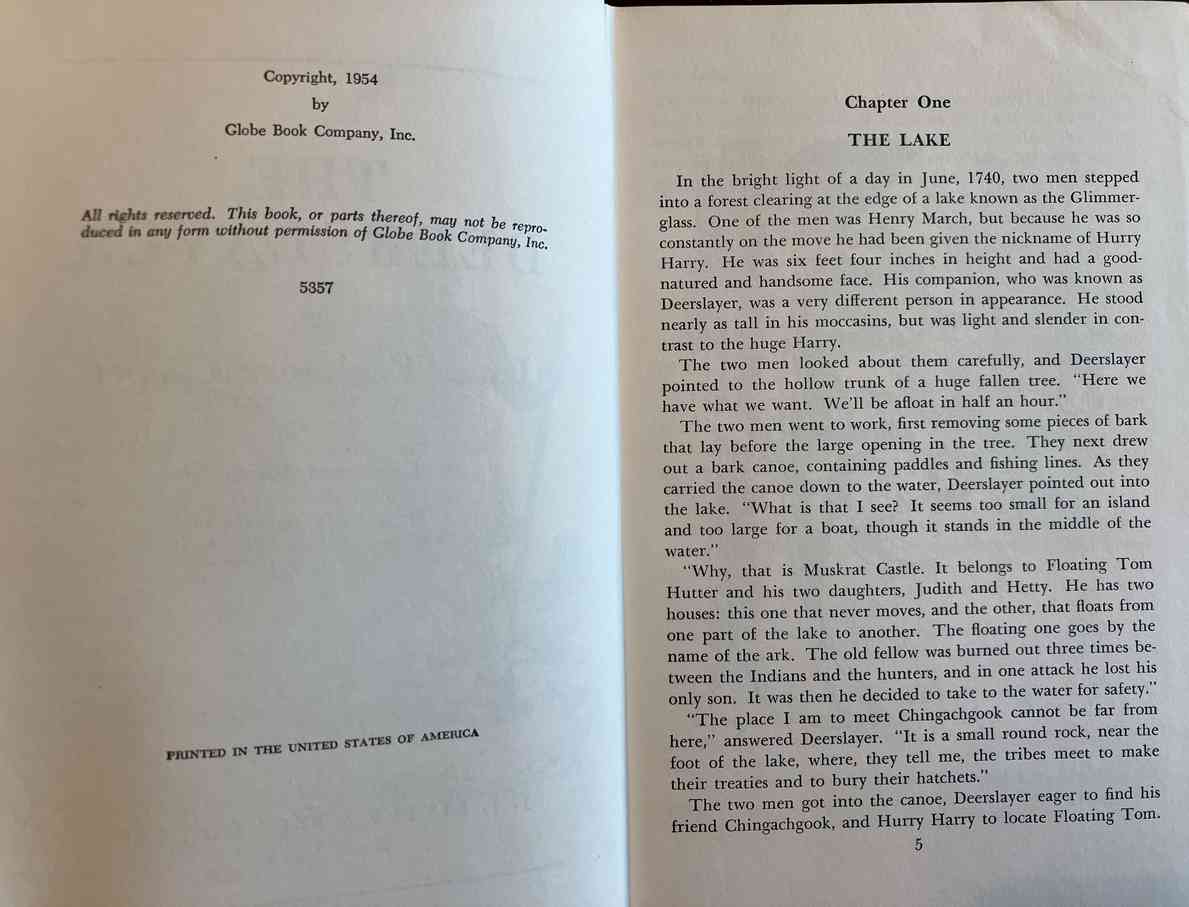 Copyright, 1954
by
Globe Book Company, Inc.
All rights reserved. This book, or parts thereof, may not be repro-
duced in any form without permission of Globe Book Company, Inc.
5357
PRINTED IN THE UNITED STATES OF AMERICA
Chapter One
THE LAKE
In the bright light of a day in June, 1740, two men stepped
into a forest clearing at the edge of a lake known as the Glimmer-
glass. One of the men was Henry March, but because he was so
constantly on the move he had been given the nickname of Hurry
Harry. He was six feet four inches in height and had a good-
natured and handsome face. His companion, who was known as
Deerslayer, was a very different person in appearance. He stood
nearly as tall in his moccasins, but was light and slender in con-
trast to the huge Harry.
The two men looked about them carefully, and Deerslayer
pointed to the hollow trunk of a huge fallen tree. "Here we
have what we want. We'll be afloat in half an hour."
The two men went to work, first removing some pieces of bark
that lay before the large opening in the tree. They next drew
out a bark canoe, containing paddles and fishing lines. As they
carried the canoe down to the water, Deerslayer pointed out into
the lake. "What is that I see? It seems too small for an island
and too large for a boat, though it stands in the middle of the
water."
"Why, that is Muskrat Castle. It belongs to Floating Tom
Hutter and his two daughters, Judith and Hetty. He has two
houses: this one that never moves, and the other, that floats from
one part of the lake to another. The floating one goes by the
name of the ark. The old fellow was burned out three times be-
tween the Indians and the hunters, and in one attack he lost his
only son. It was then he decided to take to the water for safety."
"The place I am to meet Chingachgook cannot be far from
here," answered Deerslayer. "It is a small round rock, near the
foot of the lake, where, they tell me, the tribes meet to make
their treaties and to bury their hatchets."
The two men got into the canoe, Deerslayer eager to find his
friend Chingachgook, and Hurry Harry to locate Floating Tom.
5